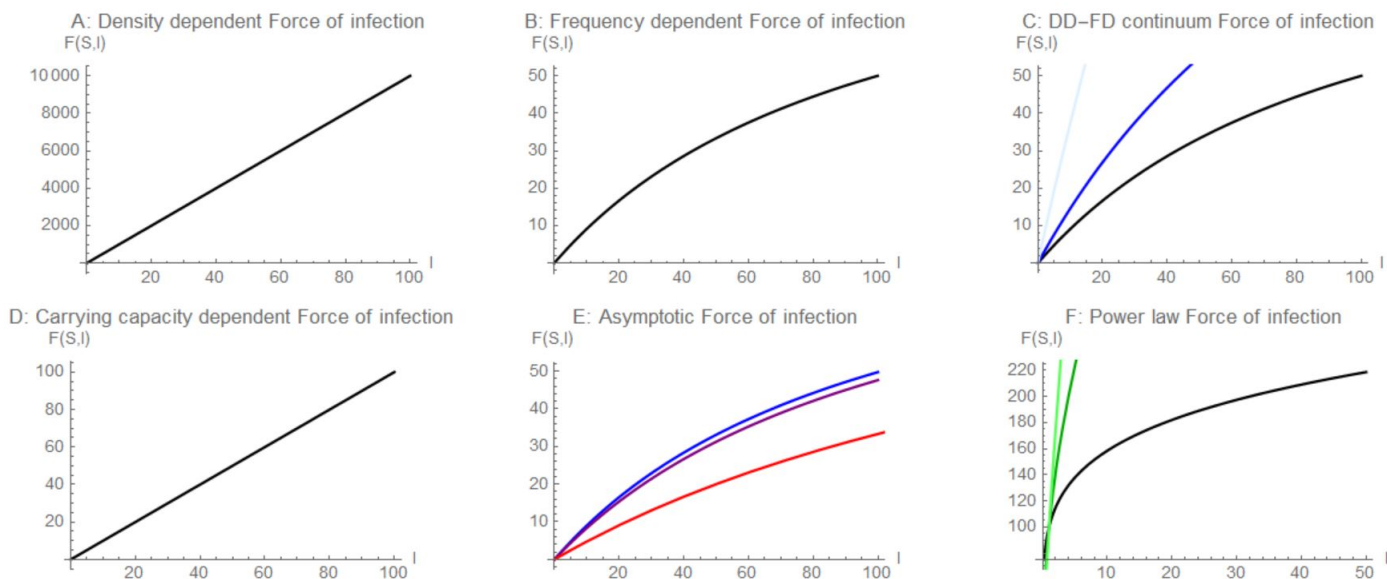 A: Density dependent Force of infection
F(S,I)
10000
8000
6000
4000
2000
20 40 60 80 100 I
B: Frequency dependent Force of infection
F(S,I)
50
40
30
20
10
20 40 60 80 100 I
C: DD-FD continuum Force of infection
F(S,I)
50
40
30
20
10
20 40 60 80 100 I
D: Carrying capacity dependent Force of infection
F(S,I)
100
80
60
40
20
20 40 60 80 100 I
E: Asymptotic Force of infection
F(S,I)
50
40
30
20
10
20 40 60 80 100 I
F: Power law Force of infection
F(S,I)
220
200
180
160
140
120
100
10 20 30 40 50 I